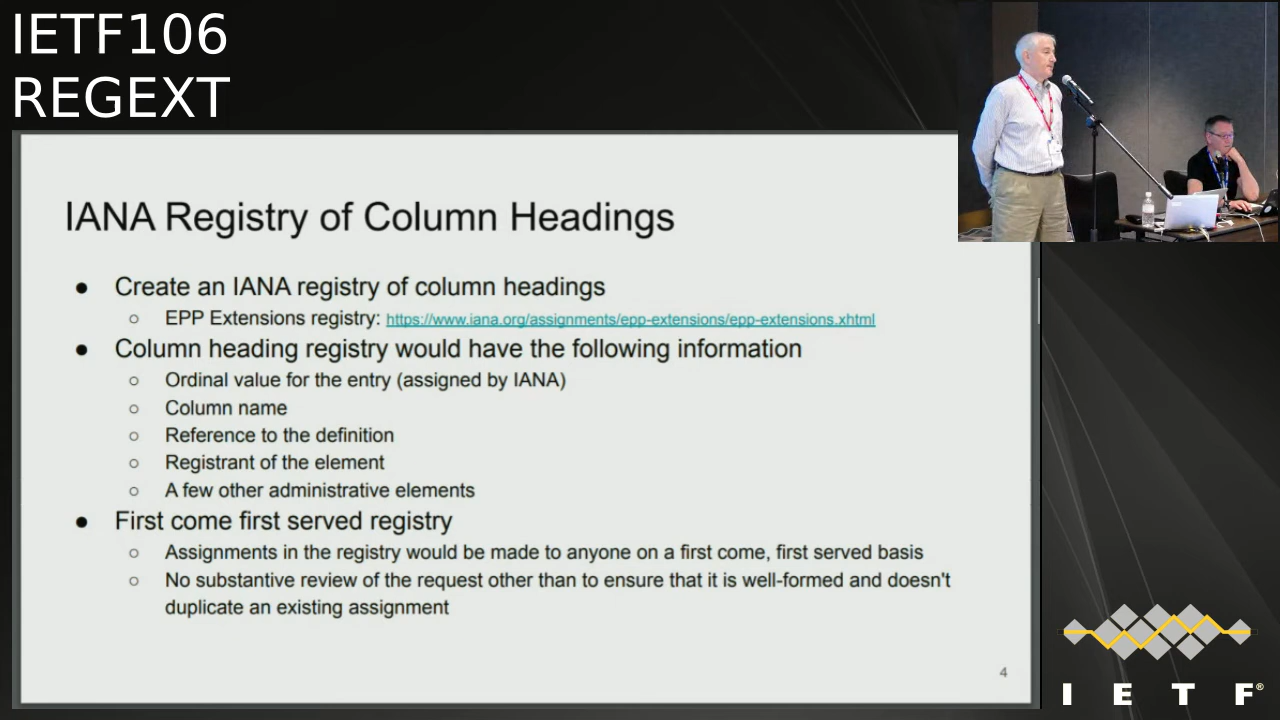 IETF106
REGEXT
IANA Registry of Column Headings
● Create an IANA registry of column headings
○ EPP Extensions registry: https://www.iana.org/assignments/epp-extensions/epp-extensions.xhtml
● Column heading registry would have the following information
○ Ordinal value for the entry (assigned by IANA)
○ Column name
○ Reference to the definition
○ Registrant of the element
○ A few other administrative elements
● First come first served registry
○ Assignments in the registry would be made to anyone on a first come, first served basis
○ No substantive review of the request other than to ensure that it is well-formed and doesn't
duplicate an existing assignment
4
I E T F®